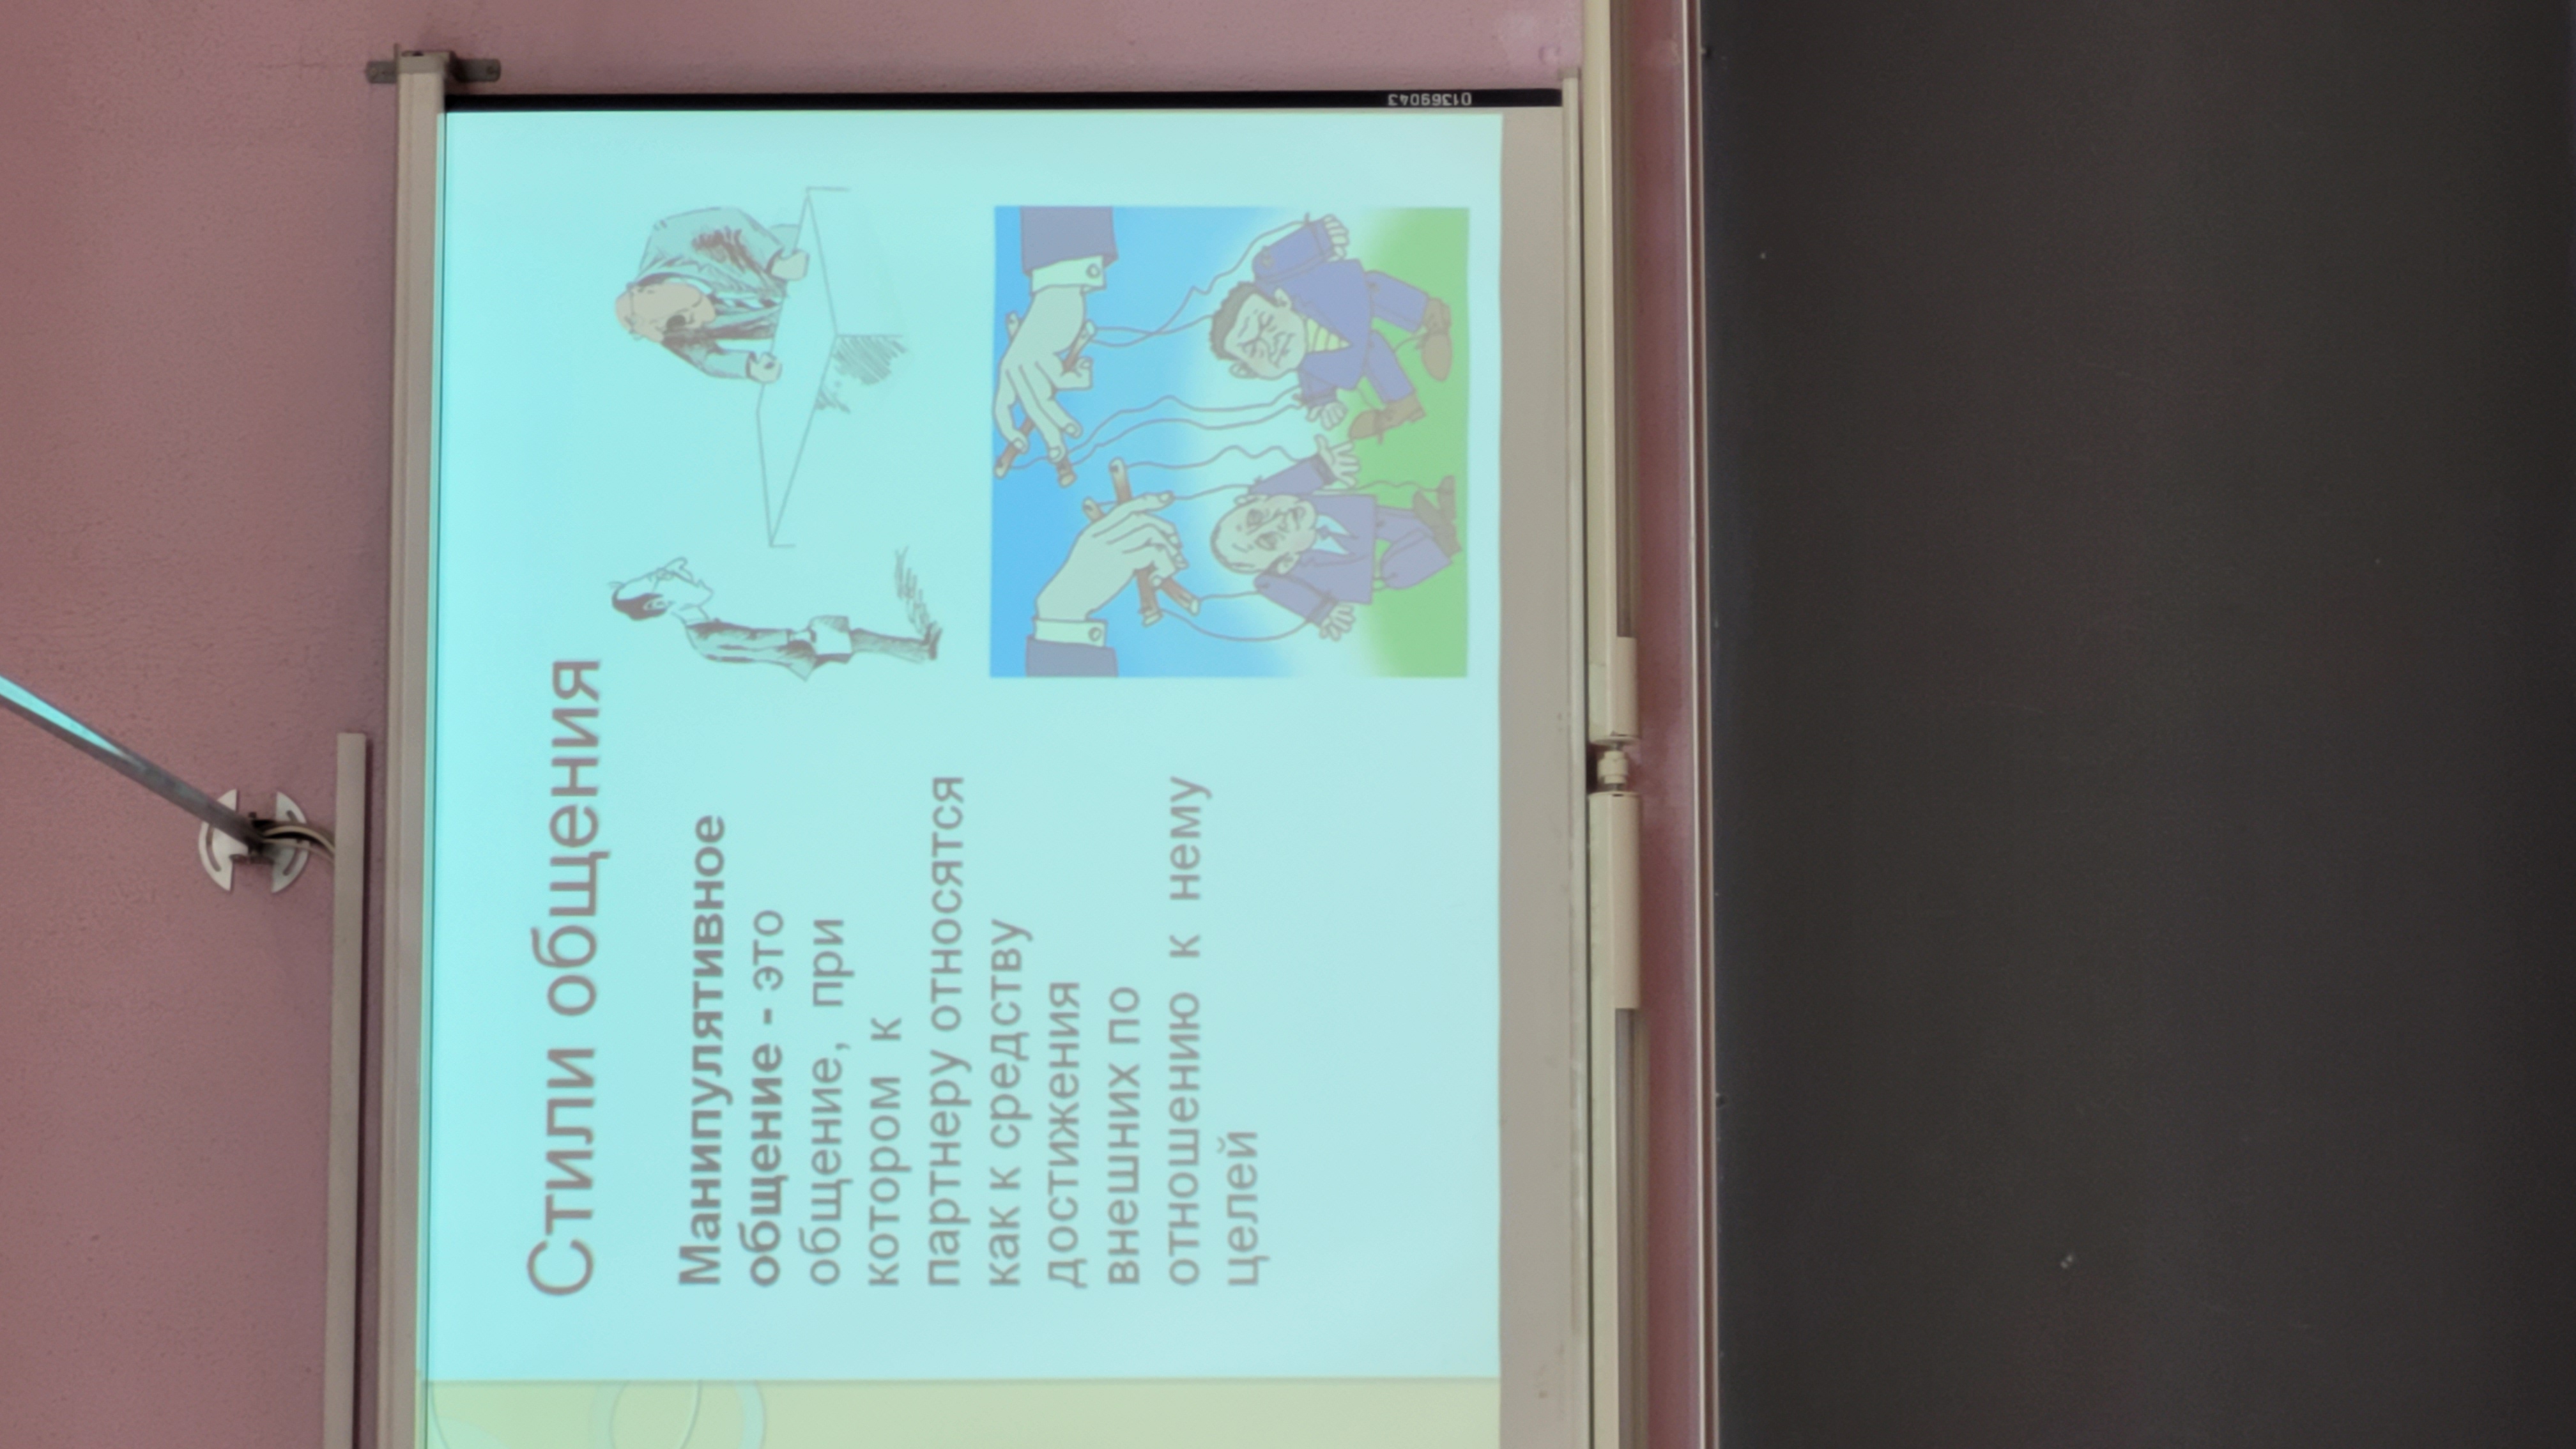 Стили общения
Манипулятивное
общение - это
общение, при
котором к
партнеру относятся
как к средству
достижения
внешних по
отношению к нему
целей
01369043